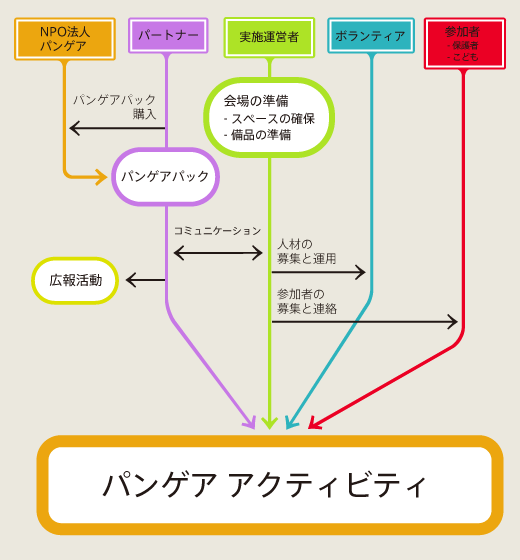 NPO法人
パンゲア
パートナー
実施運営者
ボランティア
参加者
・保護者
・こども
パンゲアパック
購入
会場の準備
- スペースの確保
- 備品の準備
パンゲアパック
コミュニケーション
人材の
募集と運用
広報活動
参加者の
募集と連絡
パンゲア アクティビティ